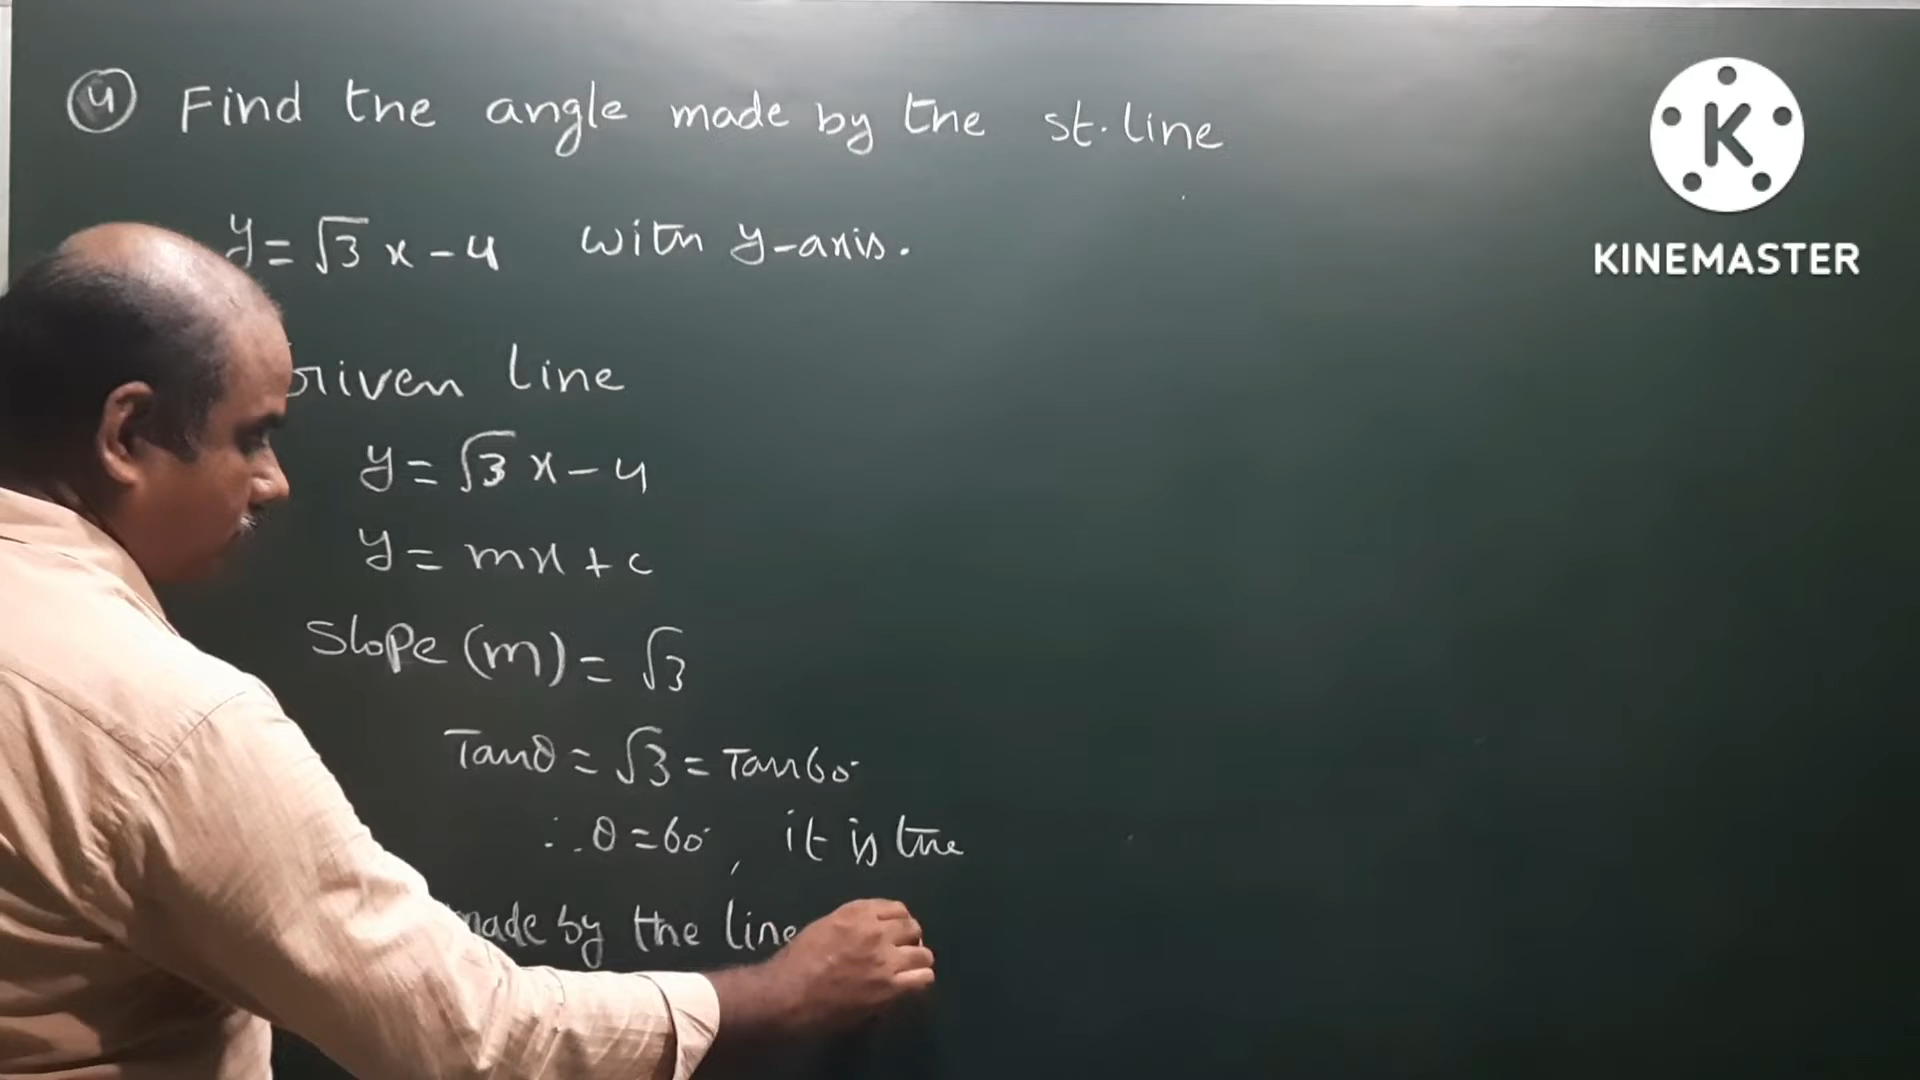 4 Find the angle made by the st. line
y = √3 x - 4 with y-axis.
Given line
y = √3 x - 4
y = mx + c
Slope (m) = √3
Tanθ = √3 = Tan60°
∴ θ = 60°, it is the
made by the line
K
KINEMASTER